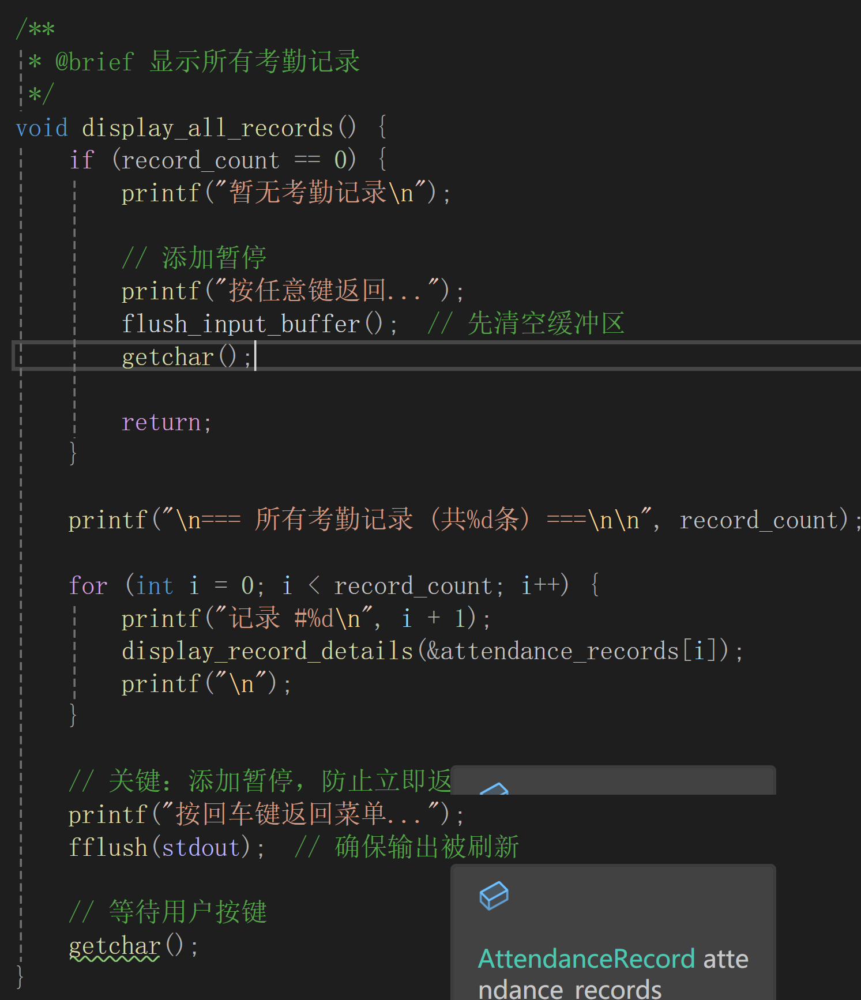 /**
 * @brief 显示所有考勤记录
 */
void display_all_records() {
    if (record_count == 0) {
        printf("暂无考勤记录\n");

        // 添加暂停
        printf("按任意键返回...");
        flush_input_buffer();  // 先清空缓冲区
        getchar();

        return;
    }

    printf("\n=== 所有考勤记录 (共%d条) ===\n\n", record_count);

    for (int i = 0; i < record_count; i++) {
        printf("记录 #%d\n", i + 1);
        display_record_details(&attendance_records[i]);
        printf("\n");
    }

    // 关键: 添加暂停, 防止立即返
    printf("按回车键返回菜单...");
    fflush(stdout);  // 确保输出被刷新

    // 等待用户按键
    getchar();
}
AttendanceRecord atte
ndance_records